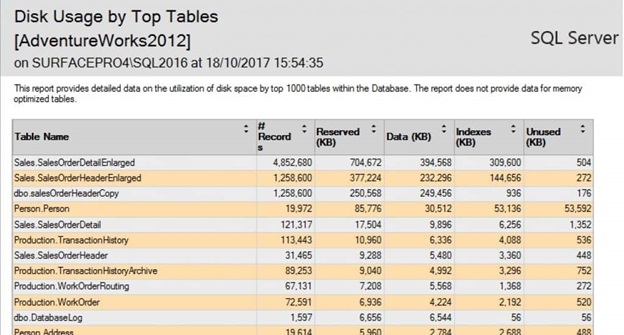 Disk Usage by Top Tables
[AdventureWorks2012]
SQL Server
on SURFACEPRO4\SQL2016 at 18/10/2017 15:54:35
This report provides detailed data on the utilization of disk space by top 1000 tables within the Database. The report does not provide data for memory
optimized tables.
Table Name # Records Reserved (KB) Data (KB) Indexes (KB) Unused (KB)
Sales.SalesOrderDetailEnlarged 4,852,680 704,672 394,568 309,600 504
Sales.SalesOrderHeaderEnlarged 1,258,600 377,224 232,296 144,656 272
dbo.salesOrderHeaderCopy 1,258,600 250,568 249,456 936 176
Person.Person 19,972 85,776 30,512 53,136 53,592
Sales.SalesOrderDetail 121,317 17,504 9,896 6,256 1,352
Production.TransactionHistory 113,443 10,960 6,336 4,088 536
Sales.SalesOrderHeader 31,465 9,288 5,480 3,360 448
Production.TransactionHistoryArchive 89,253 9,040 4,992 3,296 752
Production.WorkOrderRouting 67,131 7,208 5,568 1,368 272
Production.WorkOrder 72,591 6,936 4,224 2,192 520
dbo.DatabaseLog 1,597 6,656 6,544 56 56
Person.Address 19,614 5,960 2,784 2,688 488